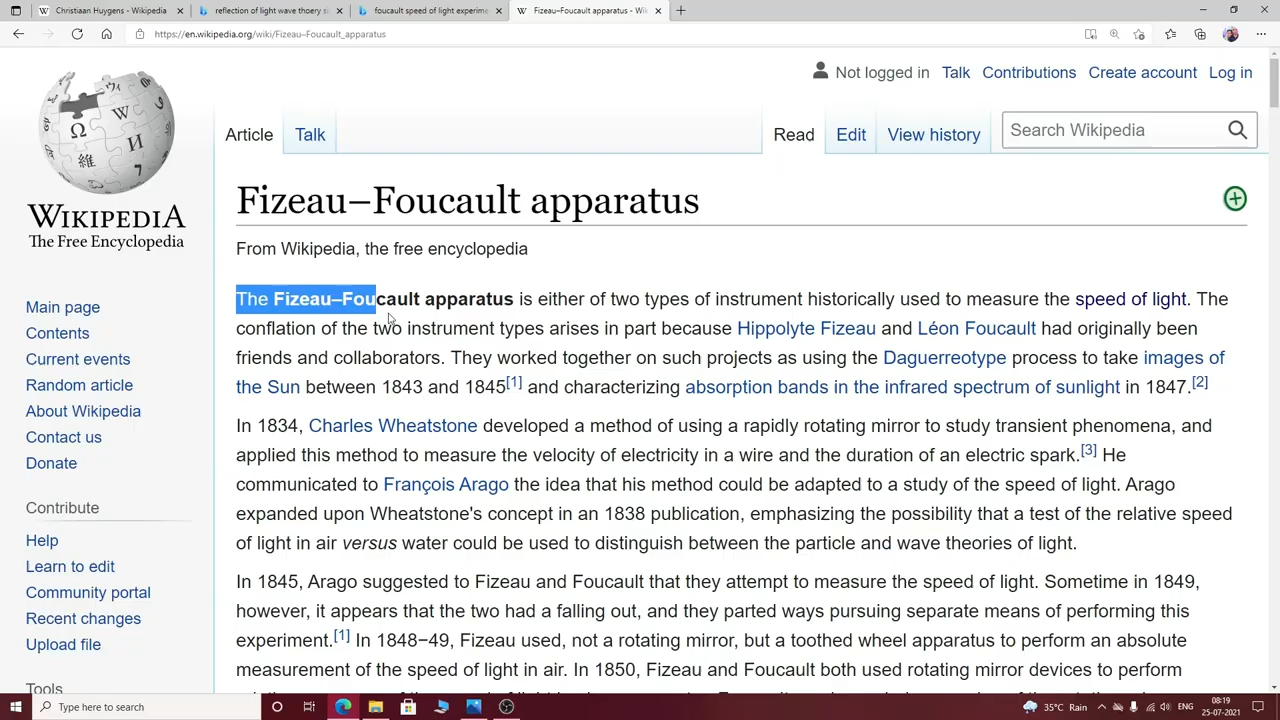 Christiaan Huygens - Wikipedia
reflection of light wave thoery si
foucault speed of light experime
Fizeau–Foucault apparatus - Wi
https://en.wikipedia.org/wiki/Fizeau–Foucault_apparatus
Not logged in Talk Contributions Create account Log in
Article Talk Read Edit View history Search Wikipedia
WIKIPEDIA
The Free Encyclopedia
Main page
Contents
Current events
Random article
About Wikipedia
Contact us
Donate
Contribute
Help
Learn to edit
Community portal
Recent changes
Upload file
Tools
Fizeau–Foucault apparatus
From Wikipedia, the free encyclopedia
The Fizeau–Foucault apparatus is either of two types of instrument historically used to measure the speed of light. The
conflation of the two instrument types arises in part because Hippolyte Fizeau and Léon Foucault had originally been
friends and collaborators. They worked together on such projects as using the Daguerreotype process to take images of
the Sun between 1843 and 1845[1] and characterizing absorption bands in the infrared spectrum of sunlight in 1847.[2]
In 1834, Charles Wheatstone developed a method of using a rapidly rotating mirror to study transient phenomena, and
applied this method to measure the velocity of electricity in a wire and the duration of an electric spark.[3] He
communicated to François Arago the idea that his method could be adapted to a study of the speed of light. Arago
expanded upon Wheatstone's concept in an 1838 publication, emphasizing the possibility that a test of the relative speed
of light in air versus water could be used to distinguish between the particle and wave theories of light.
In 1845, Arago suggested to Fizeau and Foucault that they attempt to measure the speed of light. Sometime in 1849,
however, it appears that the two had a falling out, and they parted ways pursuing separate means of performing this
experiment.[1] In 1848−49, Fizeau used, not a rotating mirror, but a toothed wheel apparatus to perform an absolute
measurement of the speed of light in air. In 1850, Fizeau and Foucault both used rotating mirror devices to perform
Type here to search
35°C Rain ENG 08:19
25-07-2021